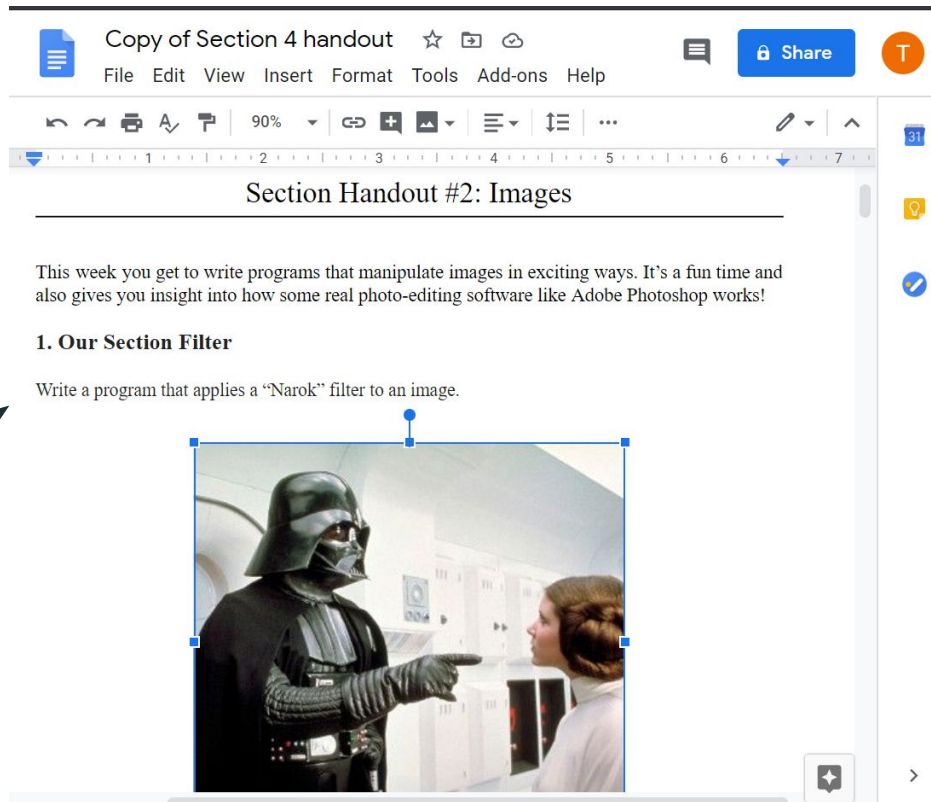 Copy of Section 4 handout
File Edit View Insert Format Tools Add-ons Help
Share
T
90%
31
1 2 3 4 5 6 7
Section Handout #2: Images
This week you get to write programs that manipulate images in exciting ways. It’s a fun time and
also gives you insight into how some real photo-editing software like Adobe Photoshop works!
1. Our Section Filter
Write a program that applies a “Narok” filter to an image.